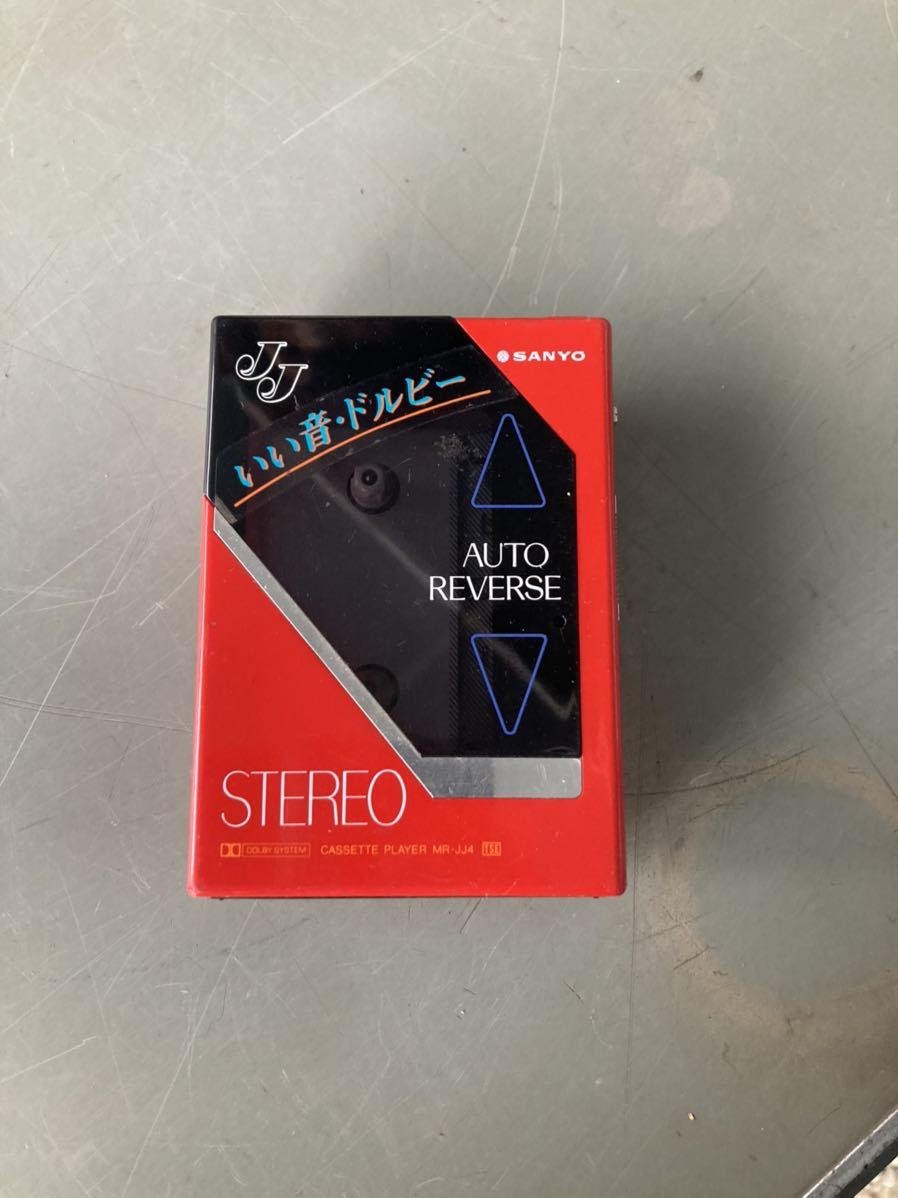 JJ
SANYO
いい音・ドルビー
AUTO
REVERSE
STEREO
DOLBY SYSTEM CASSETTE PLAYER MR-JJ4 TSE